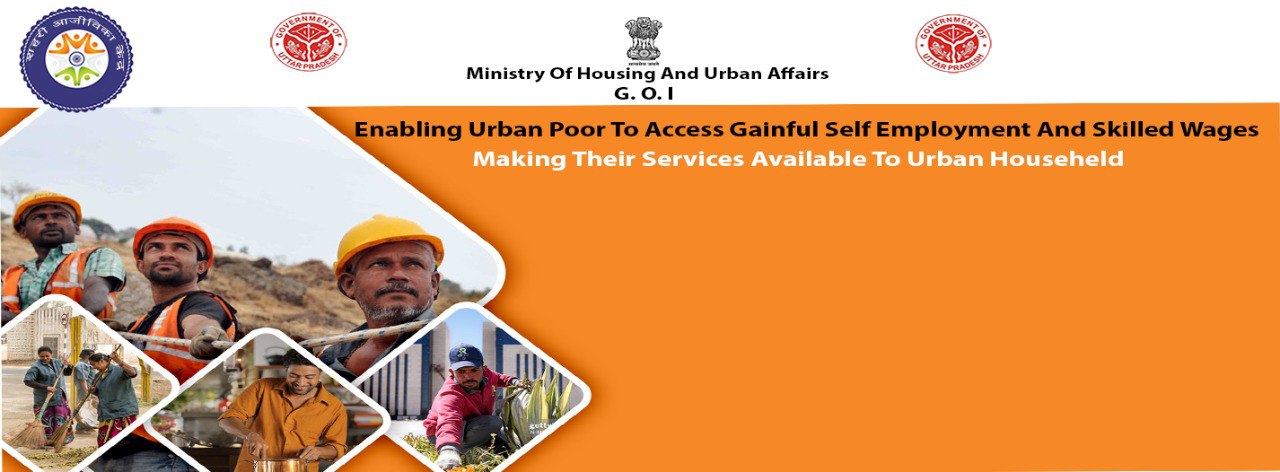 शहरी आजीविका केंद्र
GOVERNMENT OF
UTTAR PRADESH
सत्यमेव जयते
GOVERNMENT OF
UTTAR PRADESH
Ministry Of Housing And Urban Affairs
G. O. I
Enabling Urban Poor To Access Gainful Self Employment And Skilled Wages
Making Their Services Available To Urban Househeld
getty